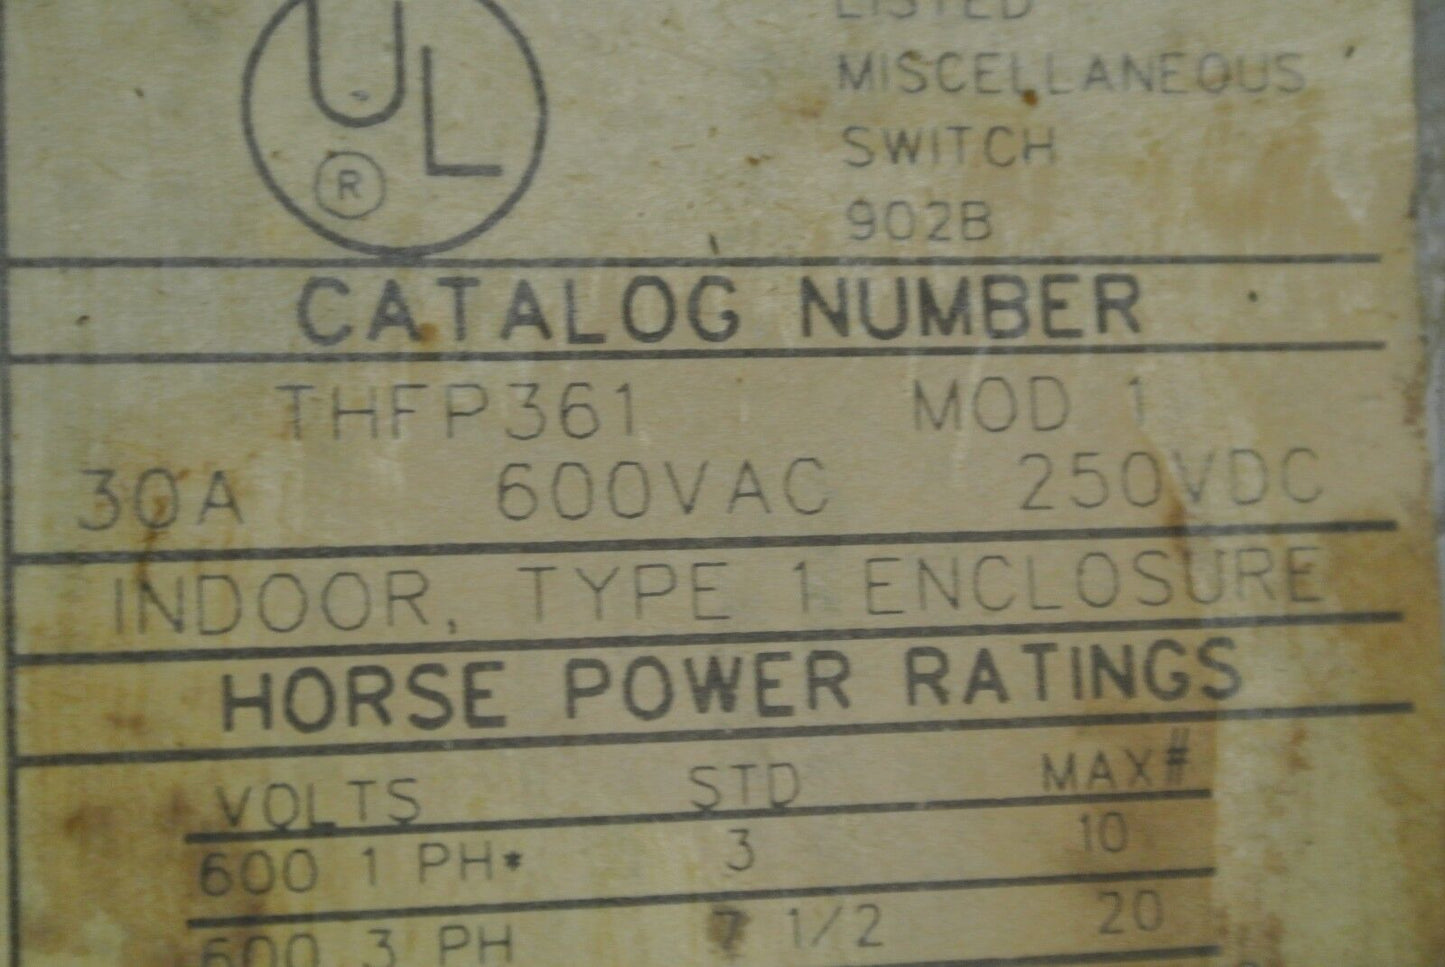 UL
®
LISTED
MISCELLANEOUS
SWITCH
902B
CATALOG NUMBER
THFP361 MOD 1
30A 600VAC 250VDC
INDOOR, TYPE 1 ENCLOSURE
HORSE POWER RATINGS
VOLTS STD MAX#
600 1 PH* 3 10
600 3 PH 7 1/2 20